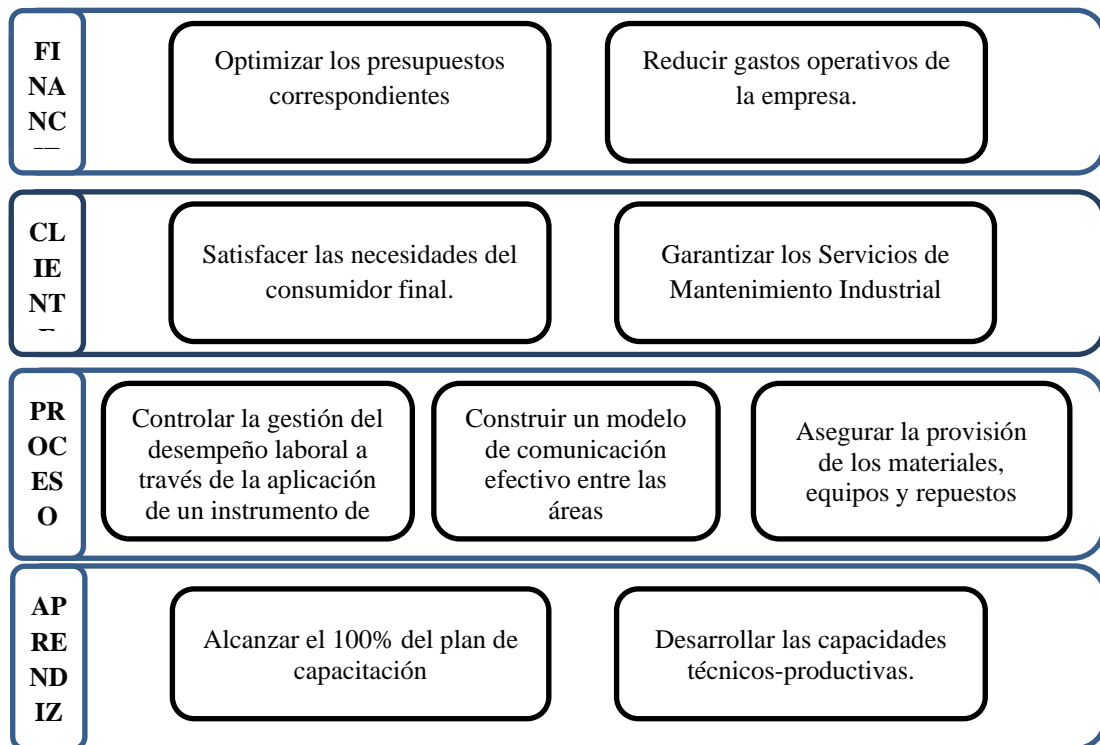 FI
NA
NC
Optimizar los presupuestos
correspondientes
Reducir gastos operativos de
la empresa.
CL
IE
NT
Satisfacer las necesidades del
consumidor final.
Garantizar los Servicios de
Mantenimiento Industrial
PR
OC
ES
O
Controlar la gestión del
desempeño laboral a
través de la aplicación
de un instrumento de
Construir un modelo
de comunicación
efectivo entre las
áreas
Asegurar la provisión
de los materiales,
equipos y repuestos
AP
RE
ND
IZ
Alcanzar el 100% del plan de
capacitación
Desarrollar las capacidades
técnicos-productivas.